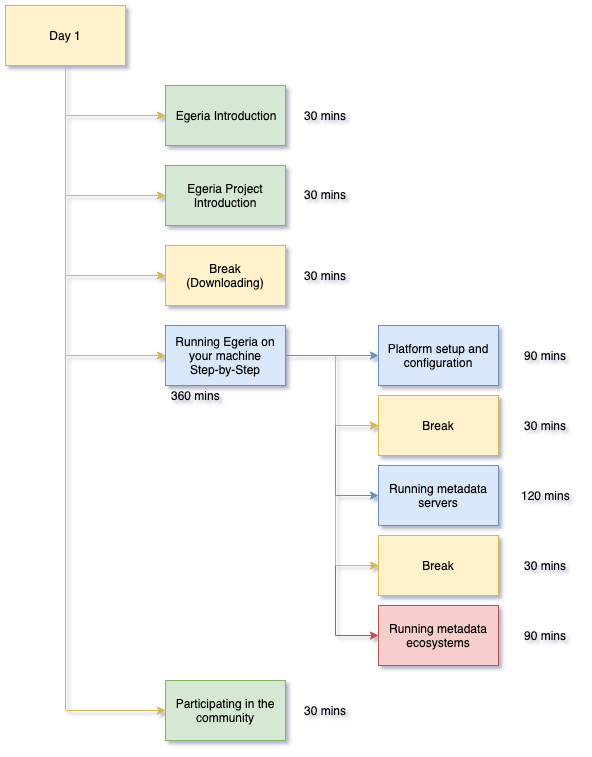 Day 1
Egeria Introduction
30 mins
Egeria Project
Introduction
30 mins
Break
(Downloading)
30 mins
Running Egeria on
your machine
Step-by-Step
360 mins
Platform setup and
configuration
90 mins
Break
30 mins
Running metadata
servers
120 mins
Break
30 mins
Running metadata
ecosystems
90 mins
Participating in the
community
30 mins